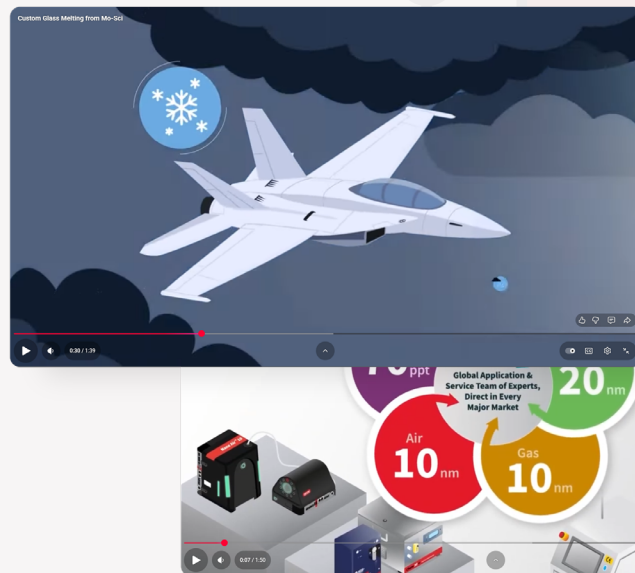 Custom Glass Melting from Mo-Sci
0:30 / 1:39
ppt
Global Application &
Service Team of Experts,
Direct in Every
Major Market
20 nm
Air
10 nm
Gas
10 nm
0:07 / 1:50